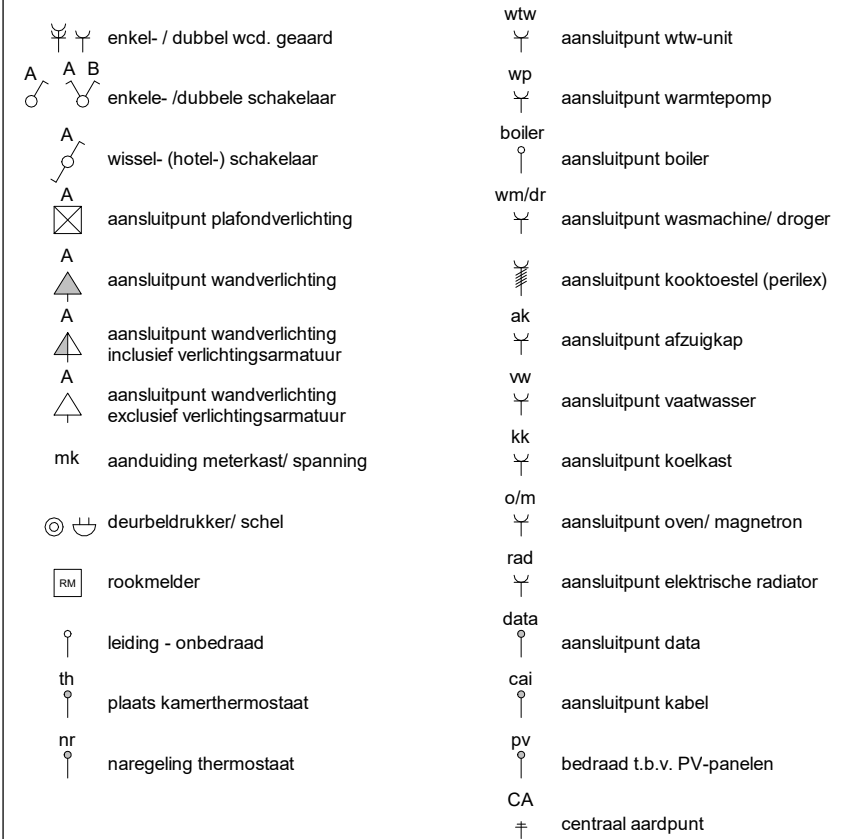 enkel- / dubbel wcd. geaard
A A B
enkele- /dubbele schakelaar
A
wissel- (hotel-) schakelaar
A
aansluitpunt plafondverlichting
A
aansluitpunt wandverlichting
A
aansluitpunt wandverlichting
inclusief verlichtingsarmatuur
A
aansluitpunt wandverlichting
exclusief verlichtingsarmatuur
mk aanduiding meterkast/ spanning
deurbeldrukker/ schel
RM rookmelder
leiding - onbedraad
th
plaats kamerthermostaat
nr
naregeling thermostaat
wtw
aansluitpunt wtw-unit
wp
aansluitpunt warmtepomp
boiler
aansluitpunt boiler
wm/dr
aansluitpunt wasmachine/ droger
aansluitpunt kooktoestel (perilex)
ak
aansluitpunt afzuigkap
vw
aansluitpunt vaatwasser
kk
aansluitpunt koelkast
o/m
aansluitpunt oven/ magnetron
rad
aansluitpunt elektrische radiator
data
aansluitpunt data
cai
aansluitpunt kabel
pv
bedraad t.b.v. PV-panelen
CA
centraal aardpunt